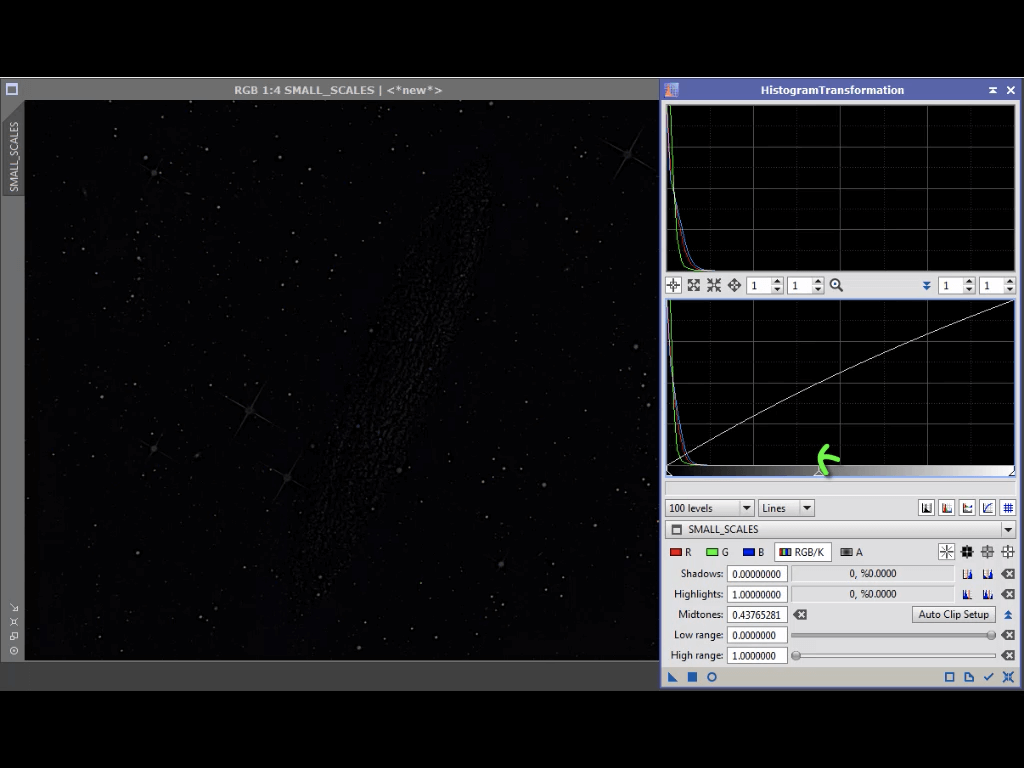 RGB 1:4 SMALL_SCALES | <*new*>
SMALL_SCALES
HistogramTransformation
1 1 1 1
100 levels Lines
SMALL_SCALES
R G B RGB/K A
Shadows: 0.00000000 0, %0.0000
Highlights: 1.00000000 0, %0.0000
Midtones: 0.43765281 Auto Clip Setup
Low range: 0.0000000
High range: 1.0000000